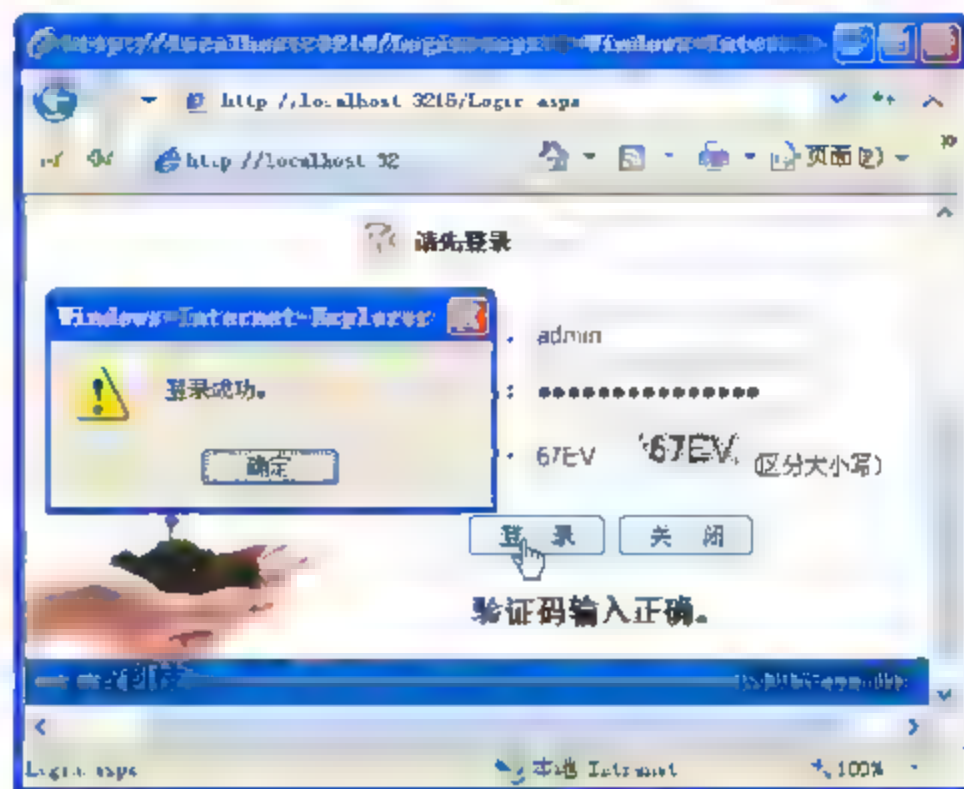 http://localhost:3218/Login.aspx
http://localhost:32
页面(P)
请先登录
Windows Internet Explorer
登录成功。
确定
admin
67EV
67EV
(区分大小写)
登 录
关 闭
验证码输入正确。
Login.aspx
本地 Intranet
100%